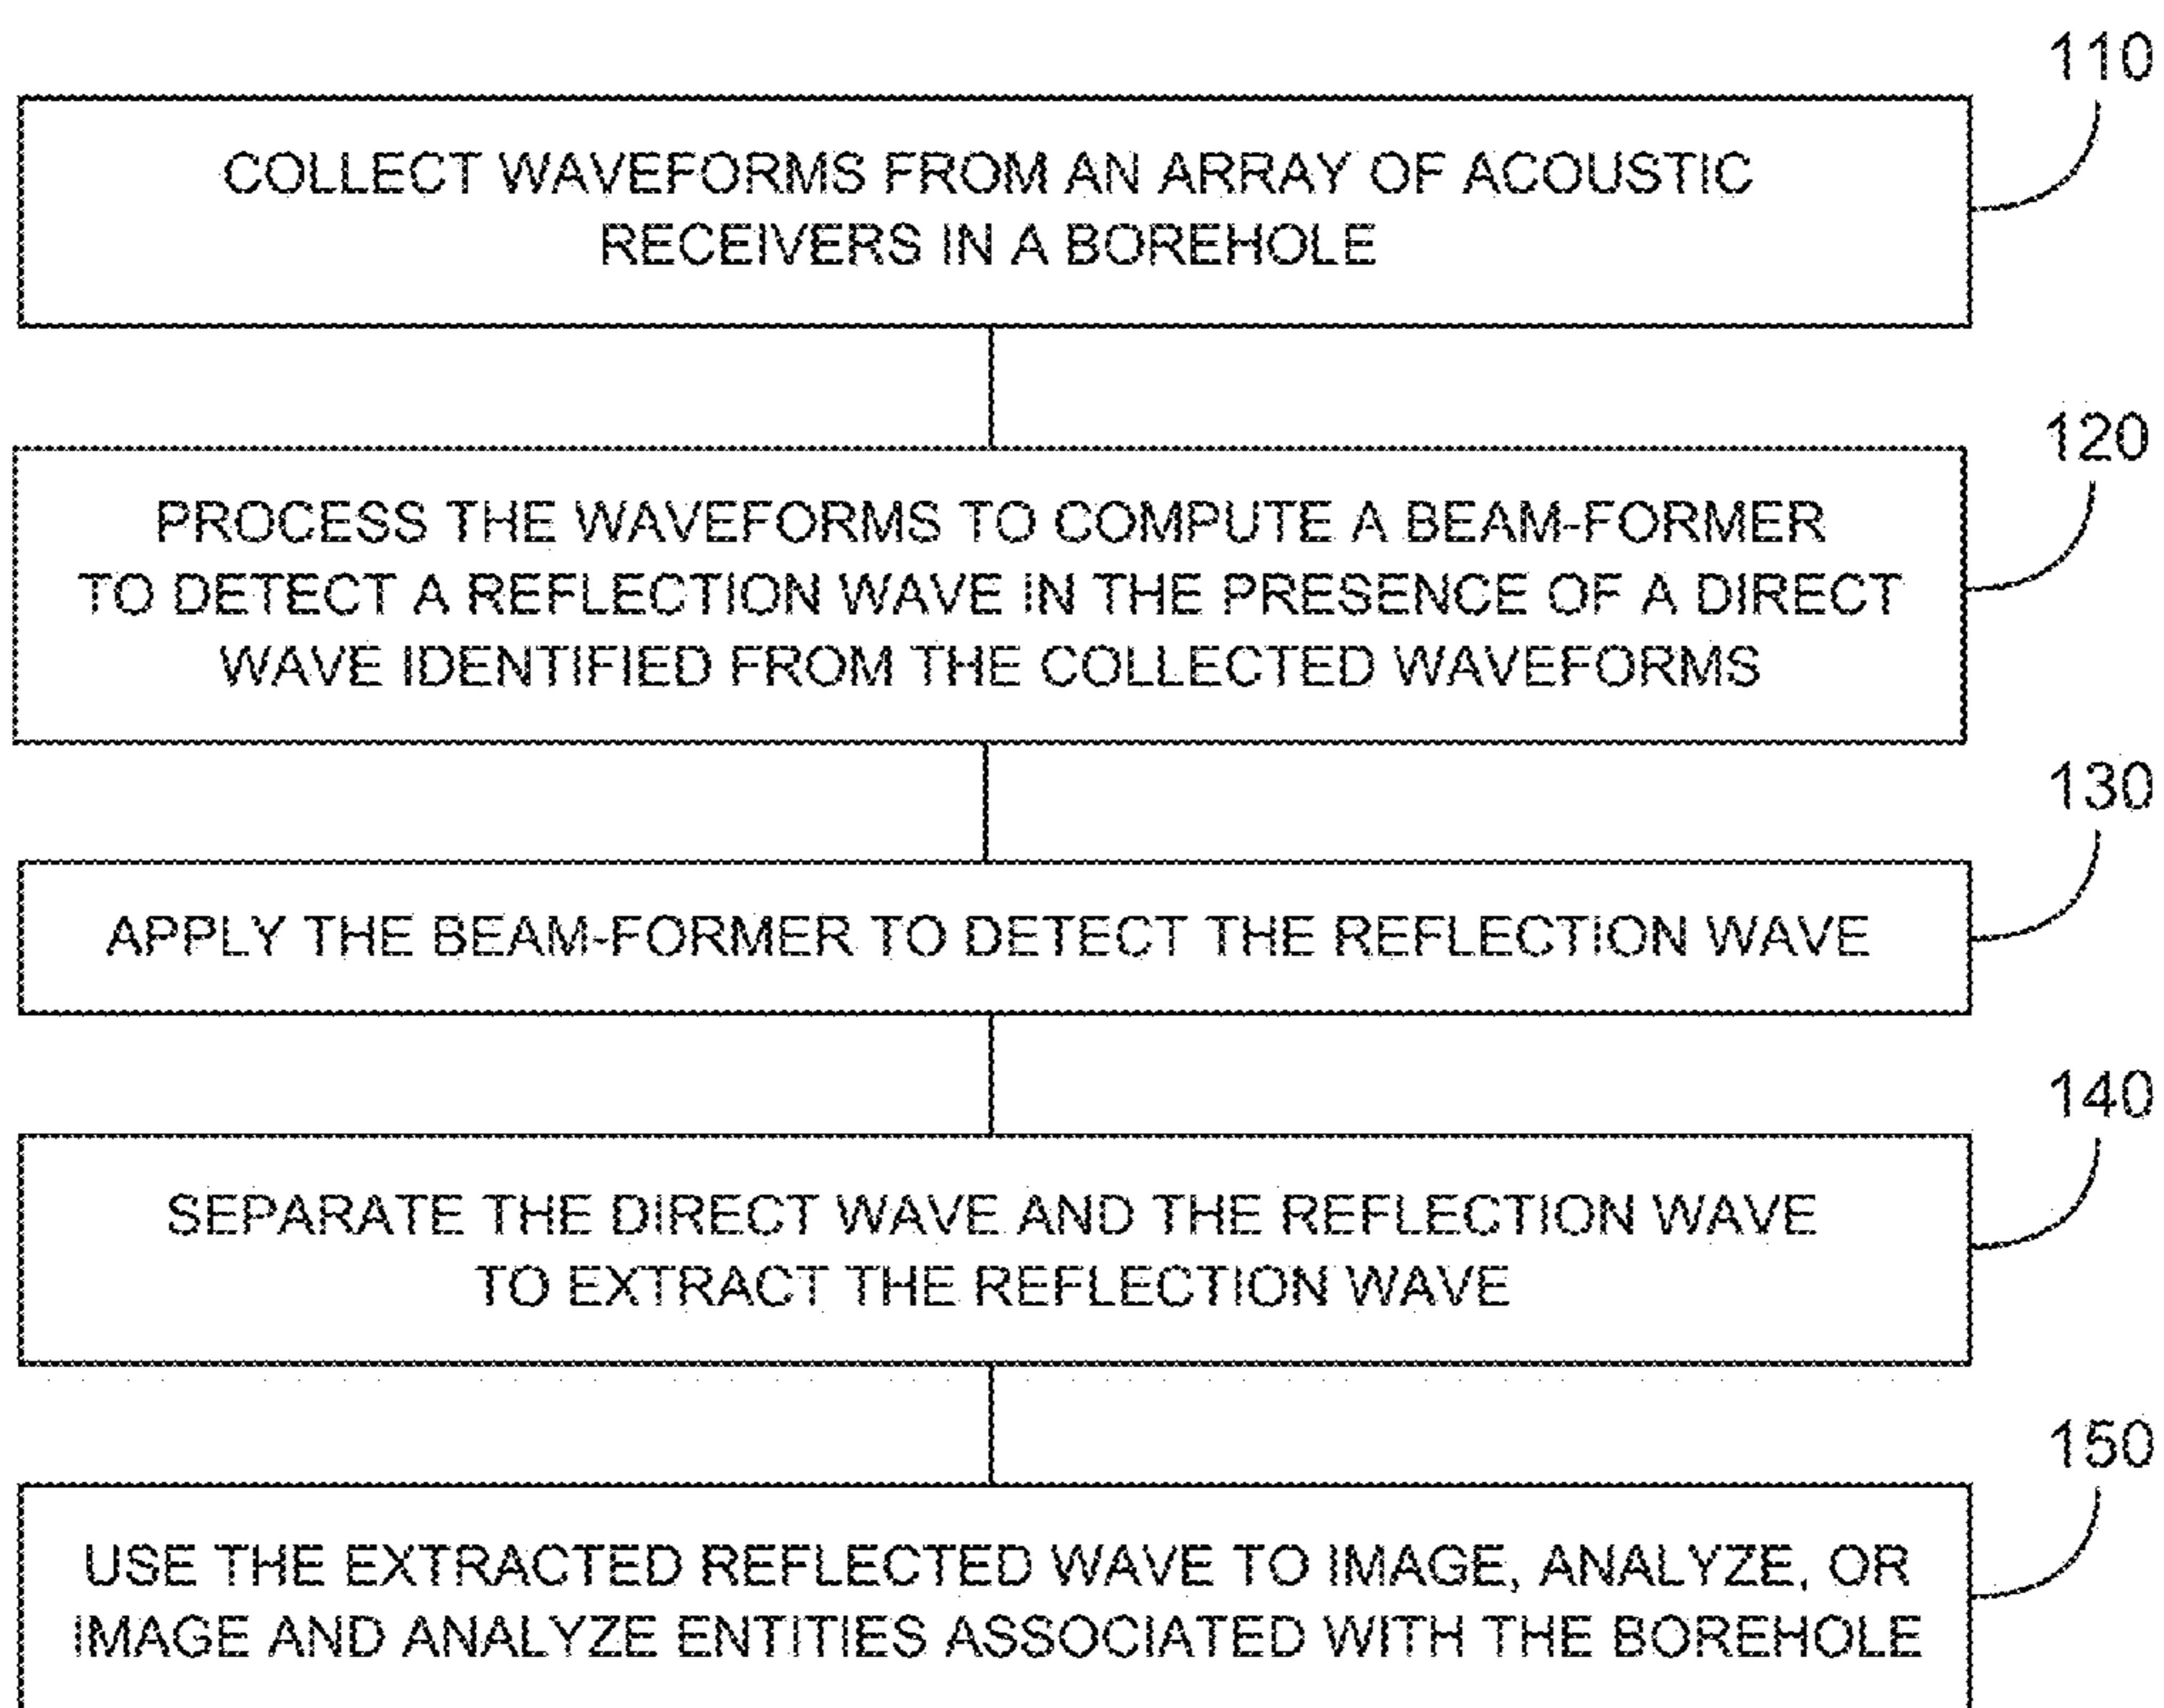 110
COLLECT WAVEFORMS FROM AN ARRAY OF ACOUSTIC
RECEIVERS IN A BOREHOLE
120
PROCESS THE WAVEFORMS TO COMPUTE A BEAM-FORMER
TO DETECT A REFLECTION WAVE IN THE PRESENCE OF A DIRECT
WAVE IDENTIFIED FROM THE COLLECTED WAVEFORMS
130
APPLY THE BEAM-FORMER TO DETECT THE REFLECTION WAVE
140
SEPARATE THE DIRECT WAVE AND THE REFLECTION WAVE
TO EXTRACT THE REFLECTION WAVE
150
USE THE EXTRACTED REFLECTED WAVE TO IMAGE, ANALYZE, OR
IMAGE AND ANALYZE ENTITIES ASSOCIATED WITH THE BOREHOLE